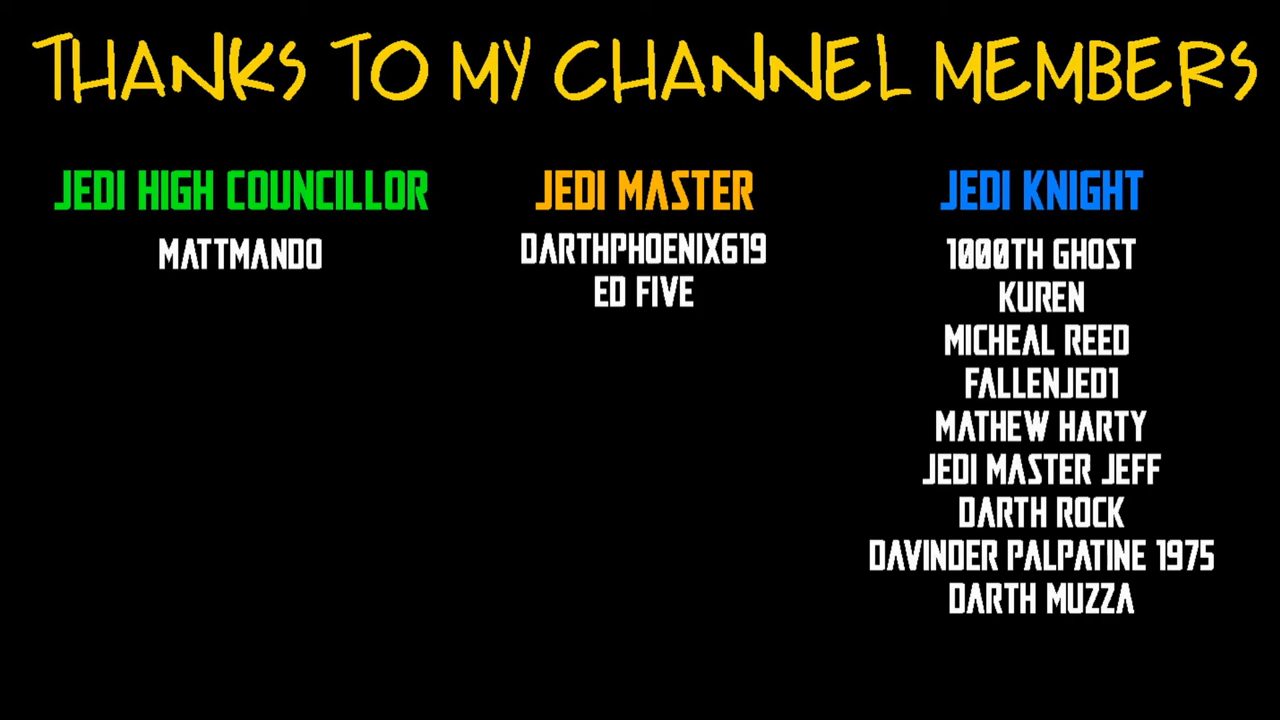 THANKS TO MY CHANNEL MEMBERS
JEDI HIGH COUNCILLOR
MATTMANDO
JEDI MASTER
DARTHPHOENIX619
ED FIVE
JEDI KNIGHT
1000TH GHOST
KUREN
MICHEAL REED
FALLENJED1
MATHEW HARTY
JEDI MASTER JEFF
DARTH ROCK
DAVINDER PALPATINE 1975
DARTH MUZZA